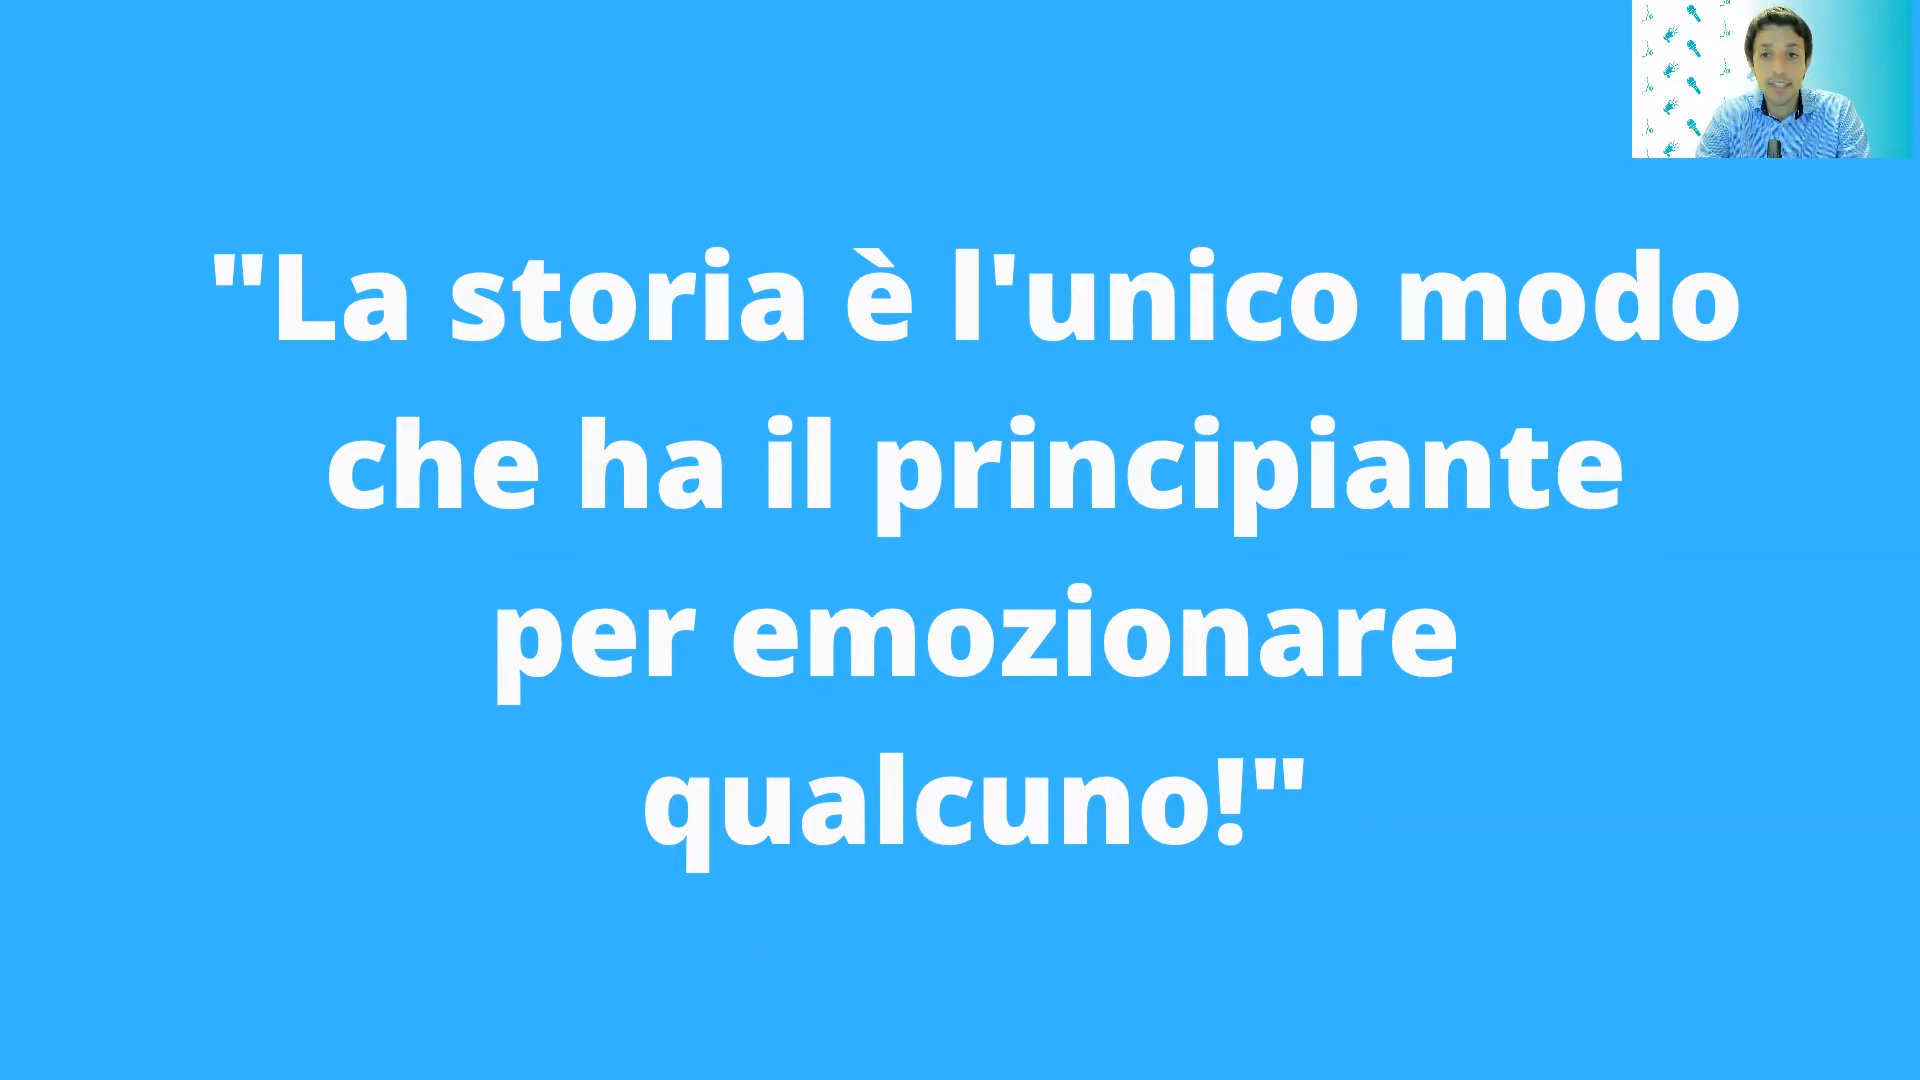 "La storia è l'unico modo
che ha il principiante
per emozionare
qualcuno!"